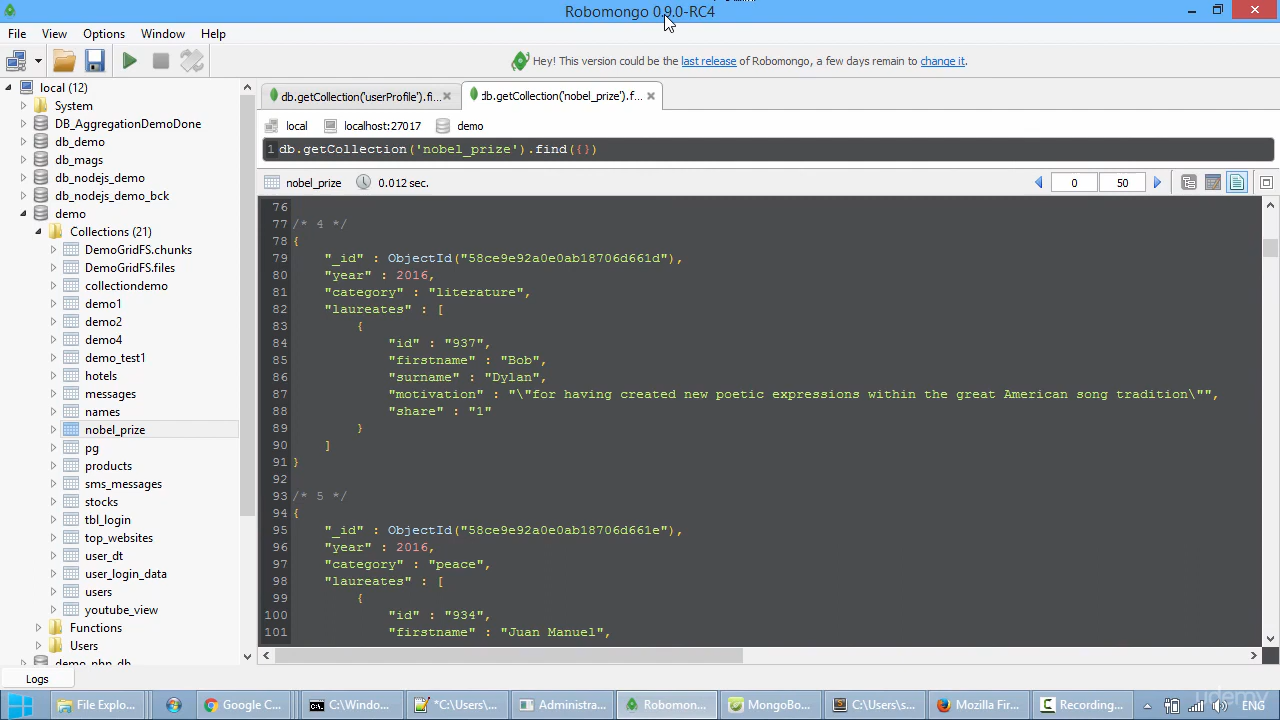 Robomongo 0.9.0-RC4
File View Options Window Help
Hey! This version could be the last release of Robomongo, a few days remain to change it.
local (12)
System
DB_AggregationDemoDone
db_demo
db_mags
db_nodejs_demo
db_nodejs_demo_bck
demo
Collections (21)
DemoGridFS.chunks
DemoGridFS.files
collectiondemo
demo1
demo2
demo4
demo_test1
hotels
messages
names
nobel_prize
pg
products
sms_messages
stocks
tbl_login
top_websites
user_dt
user_login_data
users
youtube_view
Functions
Users
demo_php_db
Logs
db.getCollection('userProfile').fi... db.getCollection('nobel_prize').f...
local localhost:27017 demo
1 db.getCollection('nobel_prize').find({})
nobel_prize 0.012 sec. 0 50
76
77 /* 4 */
78 {
79 "_id" : ObjectId("58ce9e92a0e0ab18706d661d"),
80 "year" : 2016,
81 "category" : "literature",
82 "laureates" : [
83 {
84 "id" : "937",
85 "firstname" : "Bob",
86 "surname" : "Dylan",
87 "motivation" : "\"for having created new poetic expressions within the great American song tradition\"",
88 "share" : "1"
89 }
90 ]
91 }
92
93 /* 5 */
94 {
95 "_id" : ObjectId("58ce9e92a0e0ab18706d661e"),
96 "year" : 2016,
97 "category" : "peace",
98 "laureates" : [
99 {
100 "id" : "934",
101 "firstname" : "Juan Manuel",
File Explo... Google C... C:\Windo... *C:\Users\... Administra... Robomon... MongoBo... C:\Users\s... Mozilla Fir... Recording... ENG
udemy